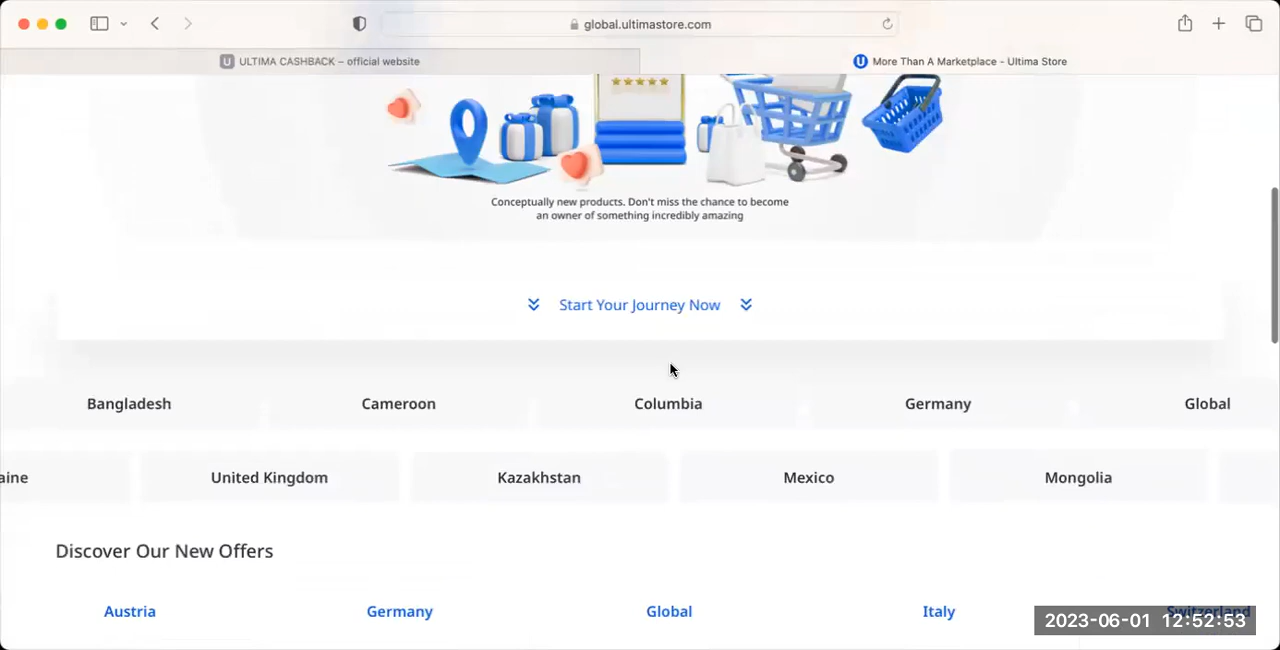 global.ultimastore.com
U ULTIMA CASHBACK – official website
U More Than A Marketplace - Ultima Store
Conceptually new products. Don't miss the chance to become
an owner of something incredibly amazing
Start Your Journey Now
Bangladesh Cameroon Columbia Germany Global
aine United Kingdom Kazakhstan Mexico Mongolia
Discover Our New Offers
Austria Germany Global Italy Switzerland
2023-06-01 12:52:53